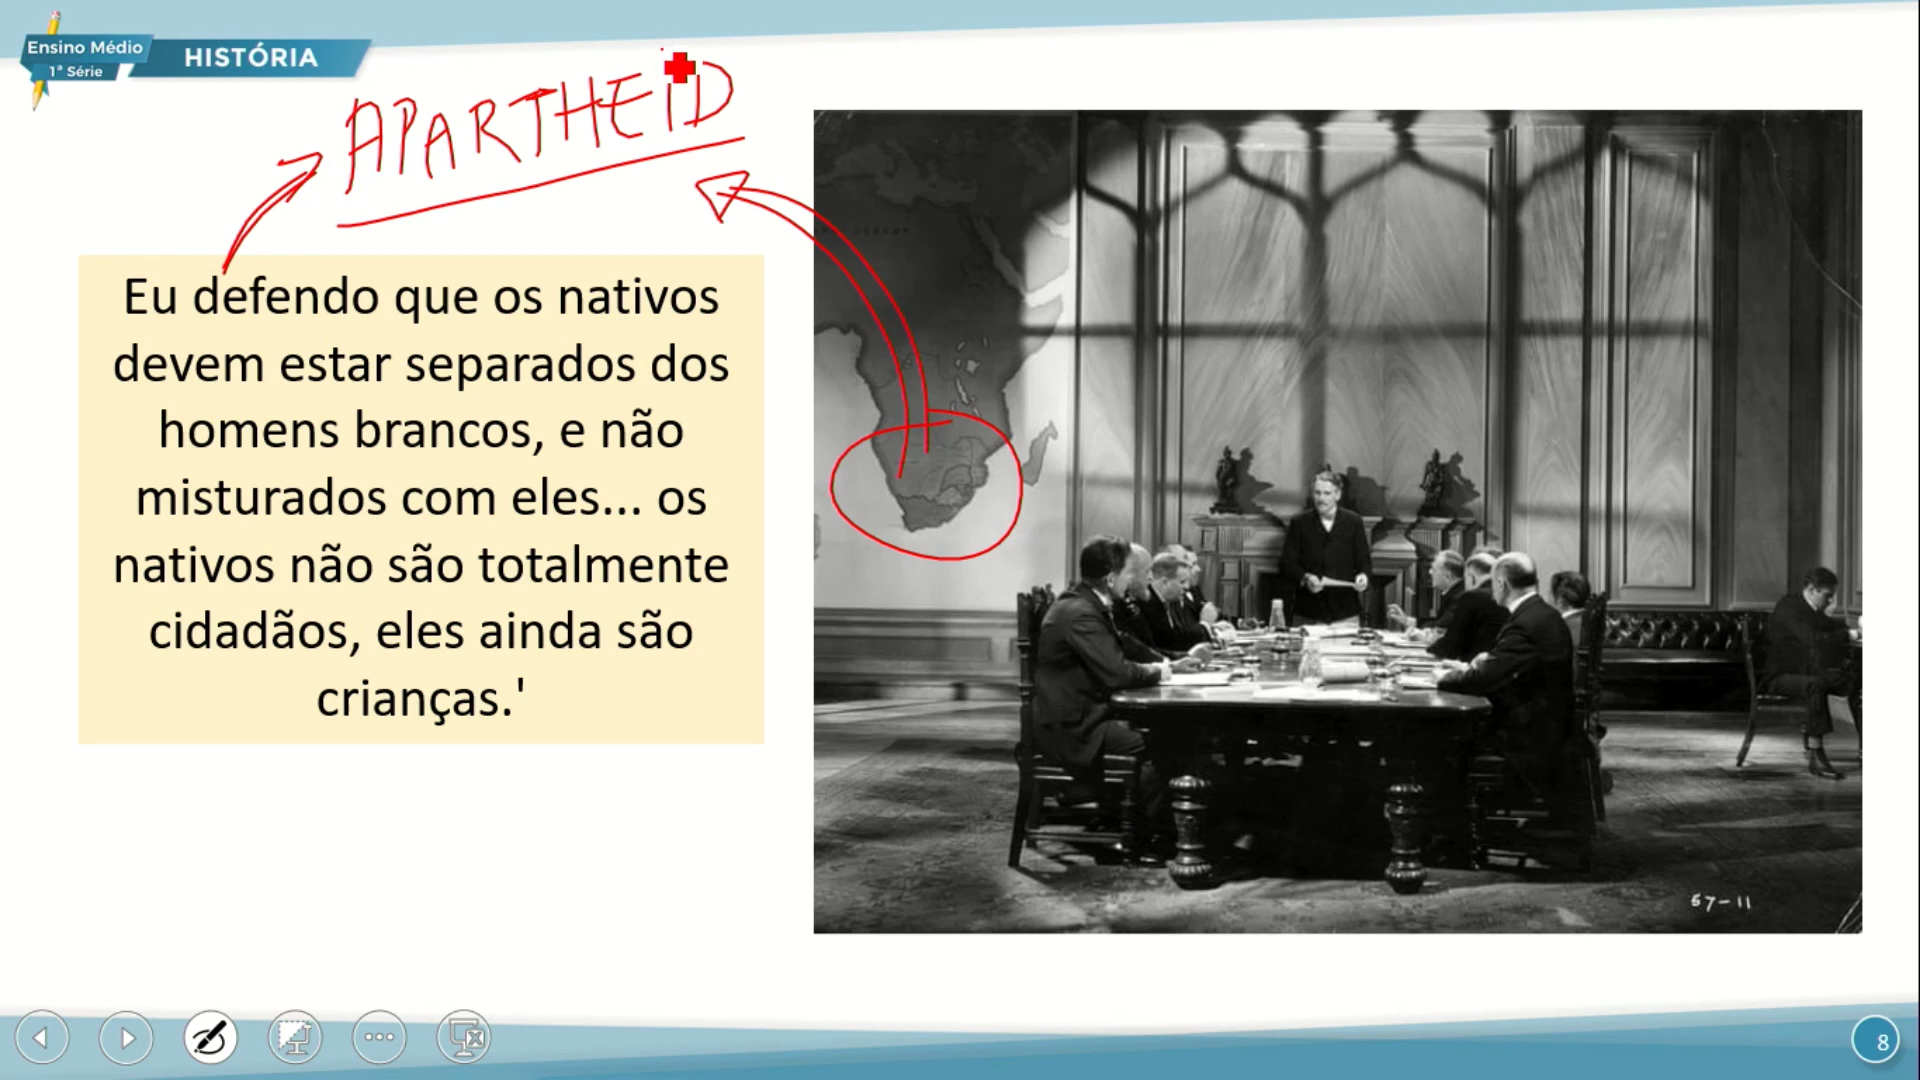 Ensino Médio
1ª Série
HISTÓRIA
APARTHEiD
Eu defendo que os nativos
devem estar separados dos
homens brancos, e não
misturados com eles... os
nativos não são totalmente
cidadãos, eles ainda são
crianças.'
57-11
8